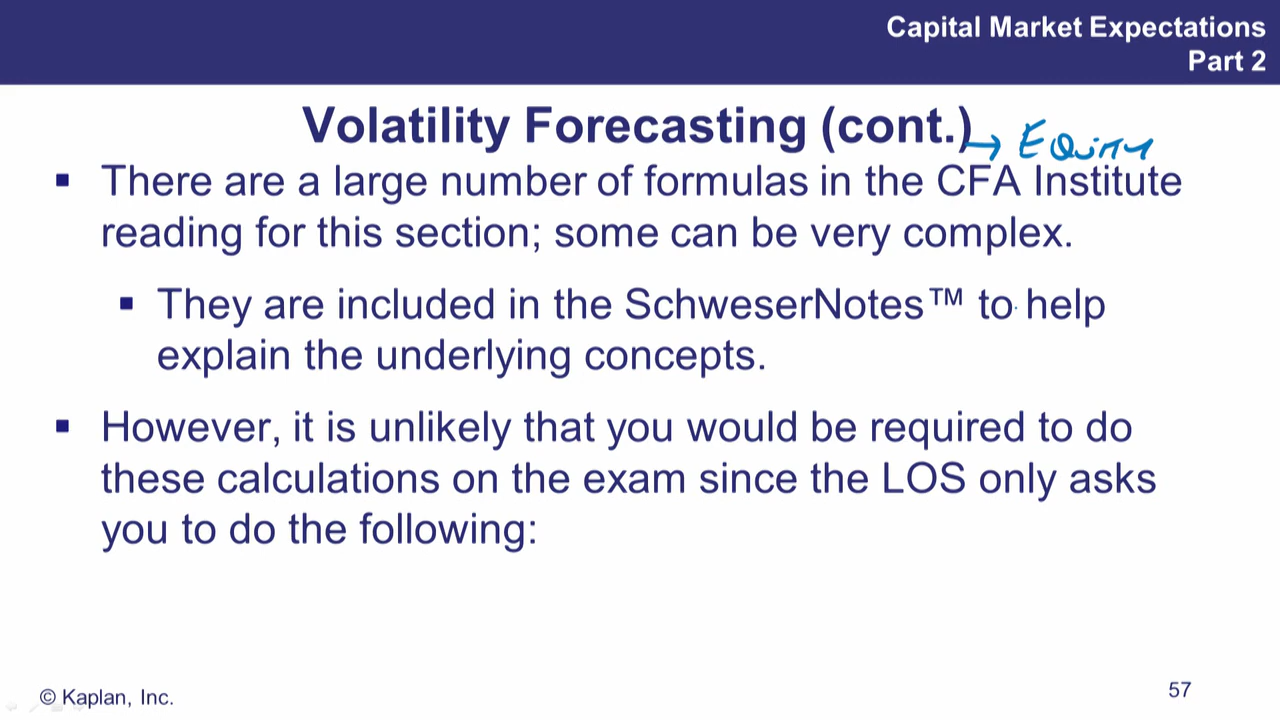 Capital Market Expectations
Part 2
Volatility Forecasting (cont.) → EQUITY
▪ There are a large number of formulas in the CFA Institute
reading for this section; some can be very complex.
▪ They are included in the SchweserNotes™ to help
explain the underlying concepts.
▪ However, it is unlikely that you would be required to do
these calculations on the exam since the LOS only asks
you to do the following:
© Kaplan, Inc.
57